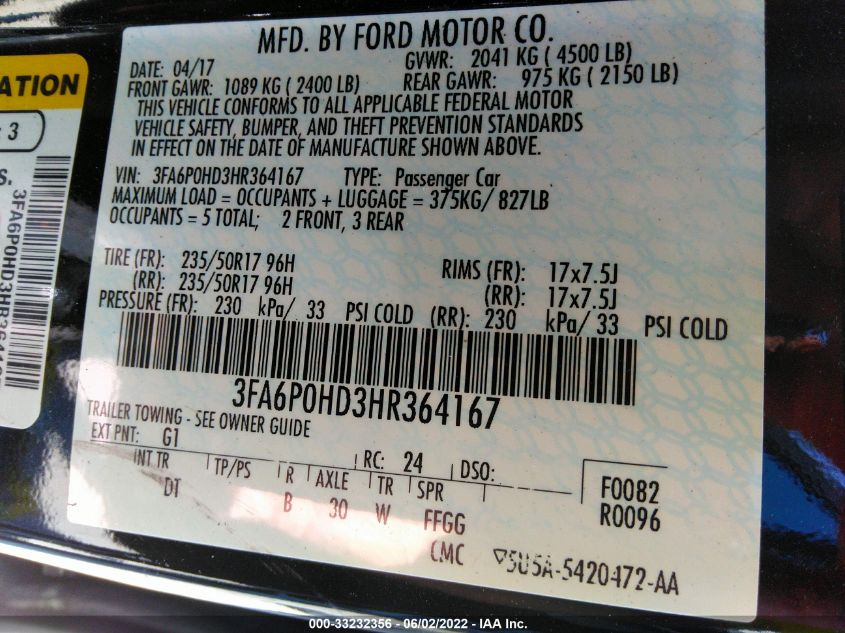 MFD. BY FORD MOTOR CO.
DATE: 04/17 GVWR: 2041 KG ( 4500 LB)
FRONT GAWR: 1089 KG ( 2400 LB) REAR GAWR: 975 KG ( 2150 LB)
THIS VEHICLE CONFORMS TO ALL APPLICABLE FEDERAL MOTOR
VEHICLE SAFETY, BUMPER, AND THEFT PREVENTION STANDARDS
IN EFFECT ON THE DATE OF MANUFACTURE SHOWN ABOVE.
VIN: 3FA6P0HD3HR364167 TYPE: Passenger Car
MAXIMUM LOAD = OCCUPANTS + LUGGAGE = 375KG/ 827LB
OCCUPANTS = 5 TOTAL; 2 FRONT, 3 REAR
TIRE (FR): 235/50R17 96H RIMS (FR): 17x7.5J
(RR): 235/50R17 96H (RR): 17x7.5J
PRESSURE (FR): 230 kPa/ 33 PSI COLD (RR): 230 kPa/ 33 PSI COLD
3FA6P0HD3HR364167
TRAILER TOWING - SEE OWNER GUIDE
EXT PNT: G1 RC: 24 DSO:
INT TR TP/PS R AXLE TR SPR
DT B 30 W FFGG
CMC
F0082
R0096
5U5A-5420472-AA
ATION
: 3
S.
000-33232356 - 06/02/2022 - IAA Inc.